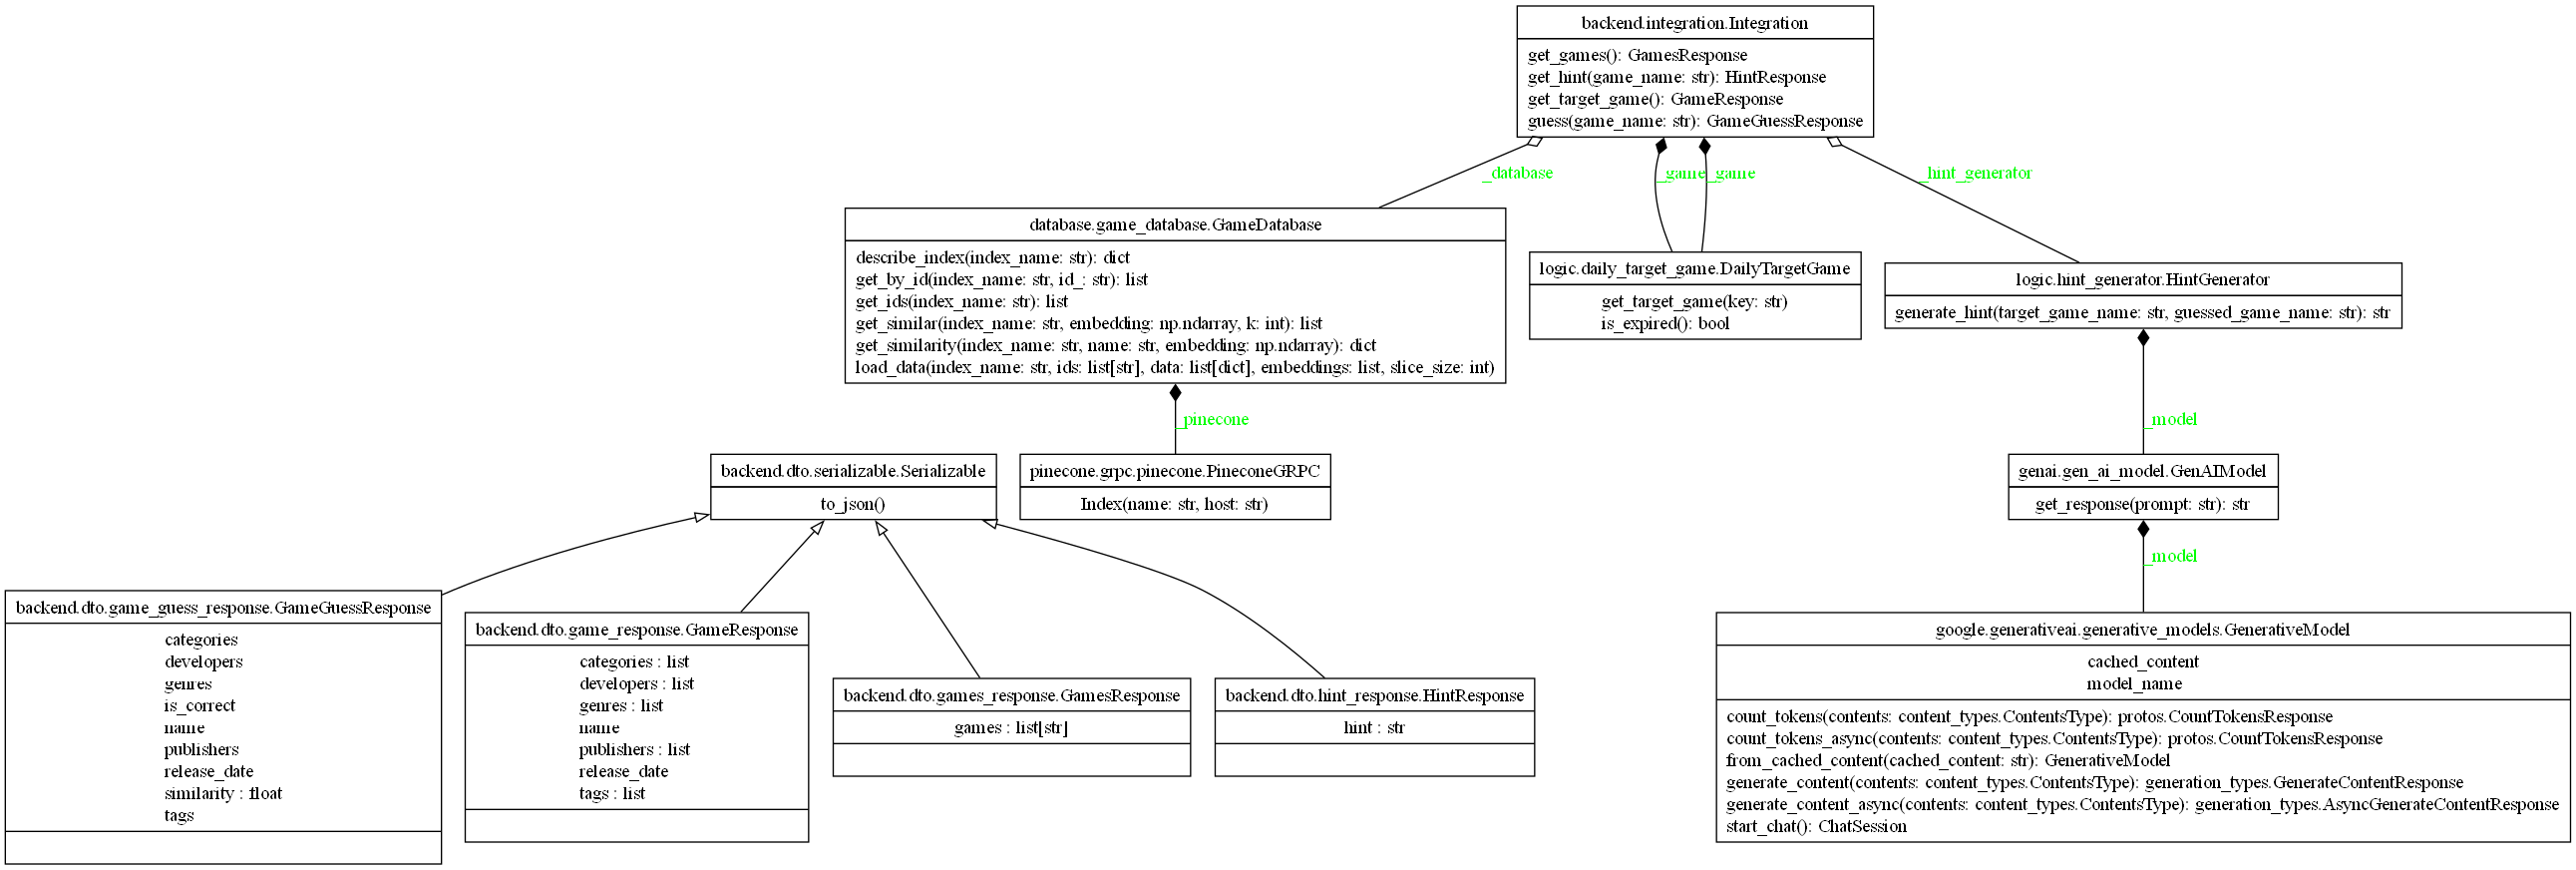 backend.integration.Integration
get_games(): GamesResponse
get_hint(game_name: str): HintResponse
get_target_game(): GameResponse
guess(game_name: str): GameGuessResponse
_database
_game
_game
_hint_generator
database.game_database.GameDatabase
describe_index(index_name: str): dict
get_by_id(index_name: str, id_: str): list
get_ids(index_name: str): list
get_similar(index_name: str, embedding: np.ndarray, k: int): list
get_similarity(index_name: str, name: str, embedding: np.ndarray): dict
load_data(index_name: str, ids: list[str], data: list[dict], embeddings: list, slice_size: int)
logic.daily_target_game.DailyTargetGame
get_target_game(key: str)
is_expired(): bool
logic.hint_generator.HintGenerator
generate_hint(target_game_name: str, guessed_game_name: str): str
_pinecone
_model
backend.dto.serializable.Serializable
to_json()
pinecone.grpc.pinecone.PineconeGRPC
Index(name: str, host: str)
genai.gen_ai_model.GenAIModel
get_response(prompt: str): str
_model
backend.dto.game_guess_response.GameGuessResponse
categories
developers
genres
is_correct
name
publishers
release_date
similarity : float
tags
backend.dto.game_response.GameResponse
categories : list
developers : list
genres : list
name
publishers : list
release_date
tags : list
backend.dto.games_response.GamesResponse
games : list[str]
backend.dto.hint_response.HintResponse
hint : str
google.generativeai.generative_models.GenerativeModel
cached_content
model_name
count_tokens(contents: content_types.ContentsType): protos.CountTokensResponse
count_tokens_async(contents: content_types.ContentsType): protos.CountTokensResponse
from_cached_content(cached_content: str): GenerativeModel
generate_content(contents: content_types.ContentsType): generation_types.GenerateContentResponse
generate_content_async(contents: content_types.ContentsType): generation_types.AsyncGenerateContentResponse
start_chat(): ChatSession